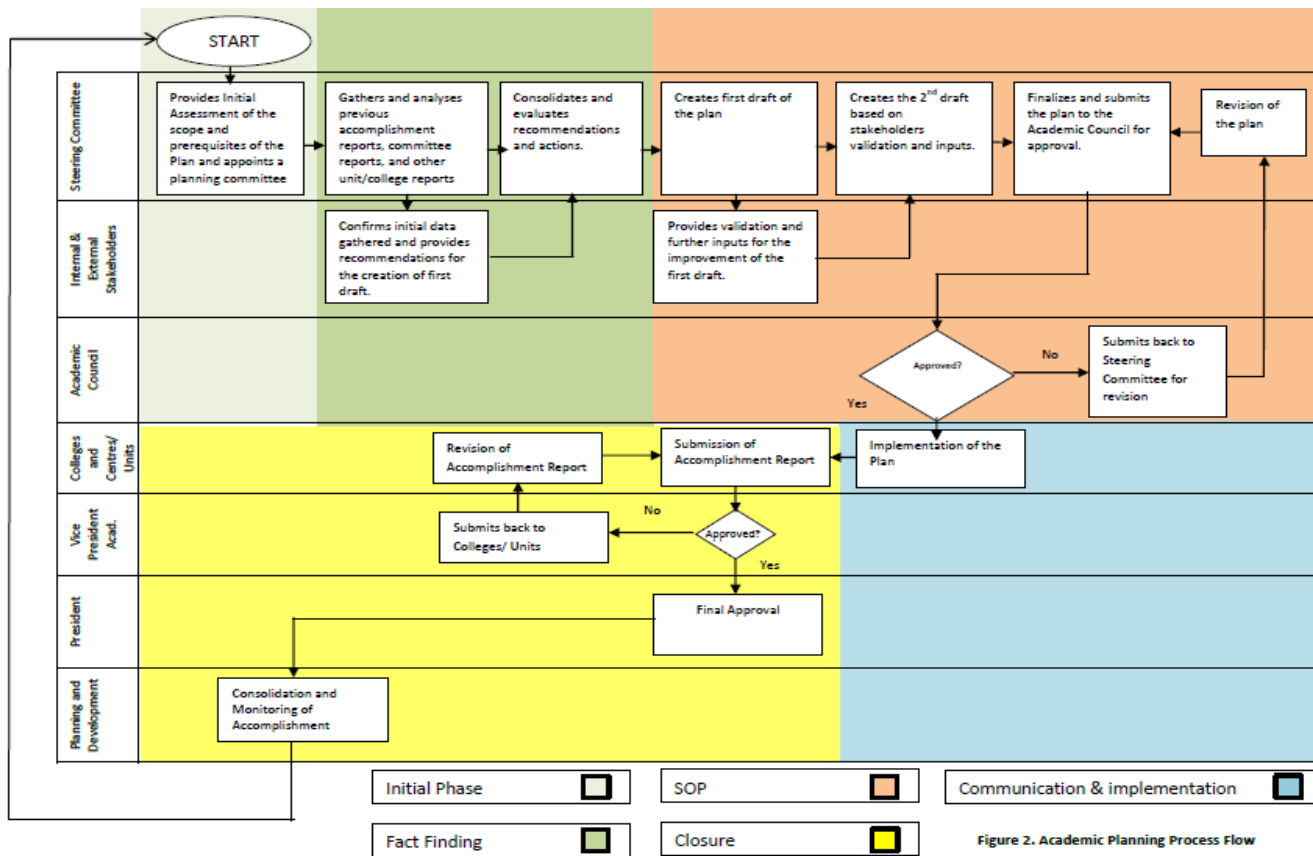 START
Steering Committee
Provides Initial
Assessment of the
scope and
prerequisites of the
Plan and appoints a
planning committee
Gathers and analyses
previous
accomplishment
reports, committee
reports, and other
unit/college reports
Consolidates and
evaluates
recommendations
and actions.
Creates first draft of
the plan
Creates the 2nd draft
based on
stakeholders
validation and inputs.
Finalizes and submits
the plan to the
Academic Council for
approval.
Revision of
the plan
Internal &
External
Stakeholders
Confirms initial data
gathered and provides
recommendations for
the creation of first
draft.
Provides validation and
further inputs for the
improvement of the
first draft.
Academic
Council
Approved?
No
Yes
Submits back to
Steering
Committee for
revision
Colleges
and
Centres/
Units
Revision of
Accomplishment Report
Submission of
Accomplishment Report
Implementation of the
Plan
Vice
President
Acad.
Submits back to
Colleges/ Units
No
Approved?
Yes
President
Final Approval
Planning and
Development
Consolidation and
Monitoring of
Accomplishment
Initial Phase
SOP
Communication & implementation
Fact Finding
Closure
Figure 2. Academic Planning Process Flow